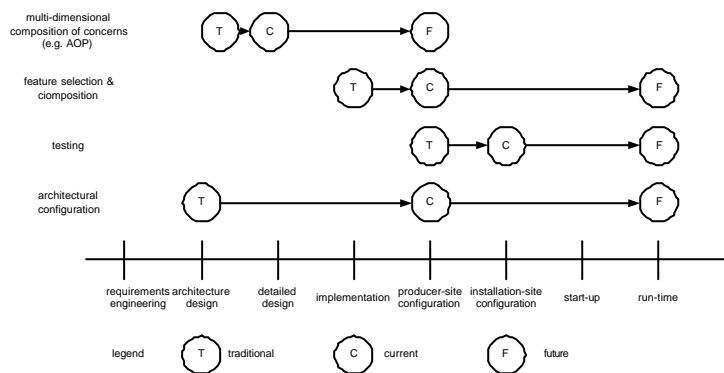 multi-dimensional
composition of concerns
(e.g. AOP)
T
C
F
feature selection &
ciomposition
T
C
F
testing
T
C
F
architectural
configuration
T
C
F
requirements
engineering
architecture
design
detailed
design
implementation
producer-site
configuration
installation-site
configuration
start-up
run-time
legend
T
traditional
C
current
F
future